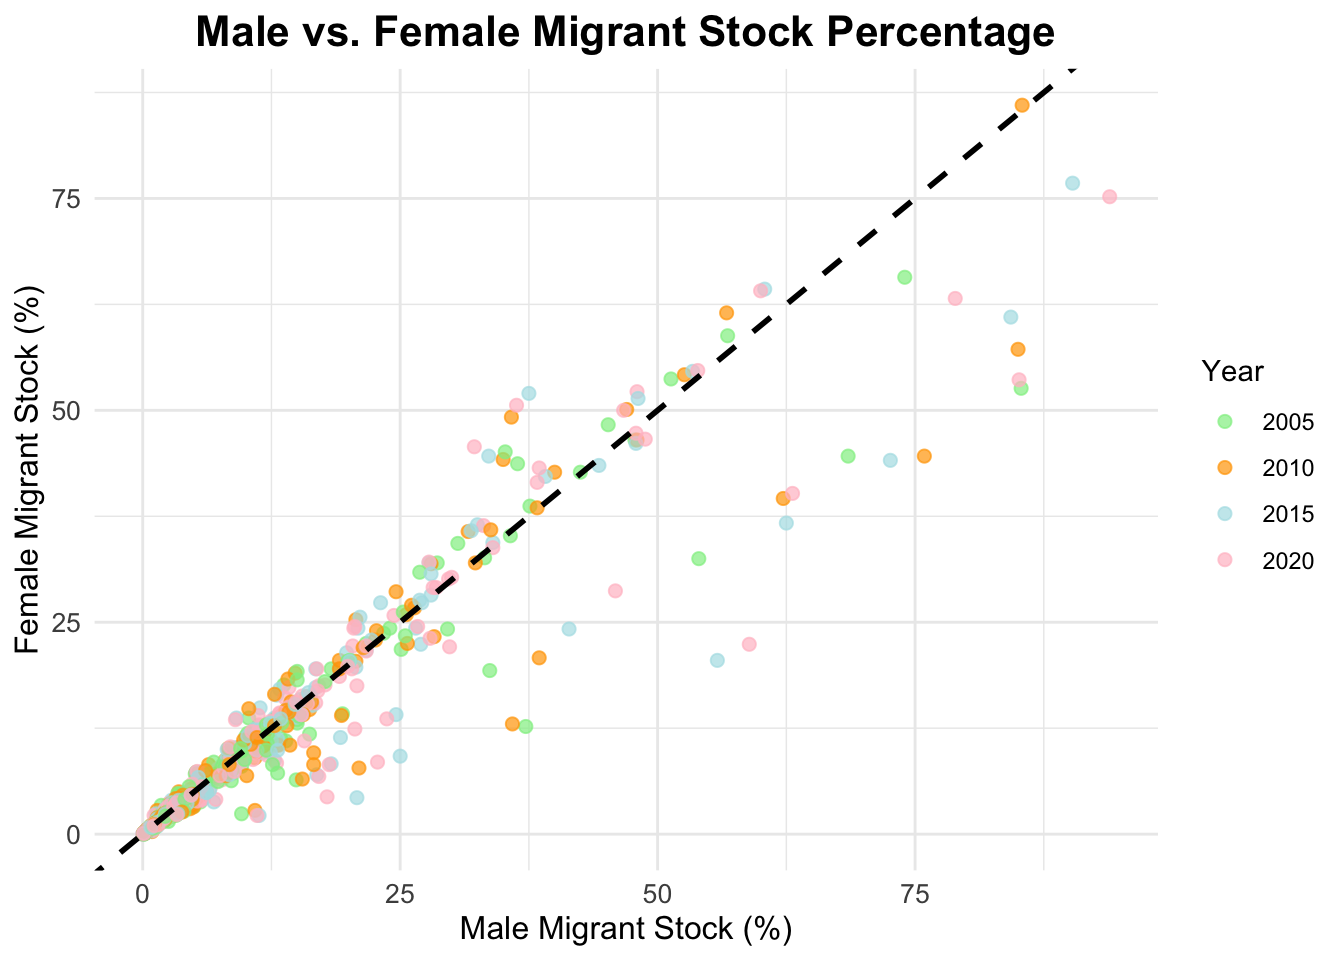 Male vs. Female Migrant Stock Percentage
75
50
25
0
Female Migrant Stock (%)
0 25 50 75
Male Migrant Stock (%)
Year
2005
2010
2015
2020